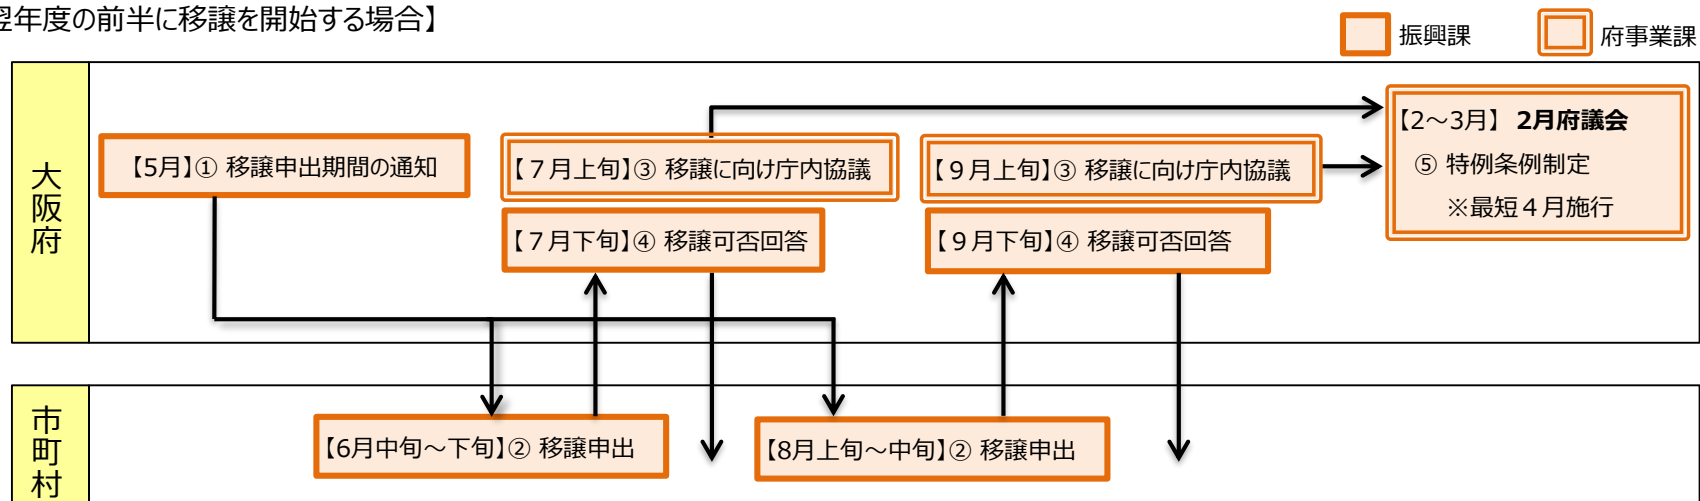 翌年度の前半に移譲を開始する場合】
振興課
府事業課
大阪府
【5月】① 移譲申出期間の通知
【７月上旬】③ 移譲に向け庁内協議
【９月上旬】③ 移譲に向け庁内協議
【2～3月】 2月府議会
⑤ 特例条例制定
※最短４月施行
【７月下旬】④ 移譲可否回答
【９月下旬】④ 移譲可否回答
市町村
【6月中旬～下旬】② 移譲申出
【8月上旬～中旬】② 移譲申出